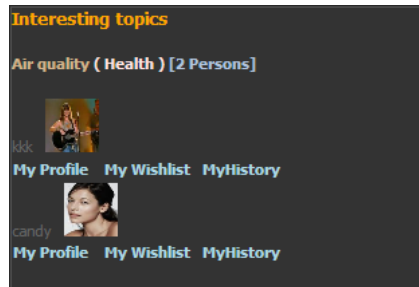 Interesting topics
Air quality ( Health ) [2 Persons]
kkk
My Profile My Wishlist MyHistory
candy
My Profile My Wishlist MyHistory